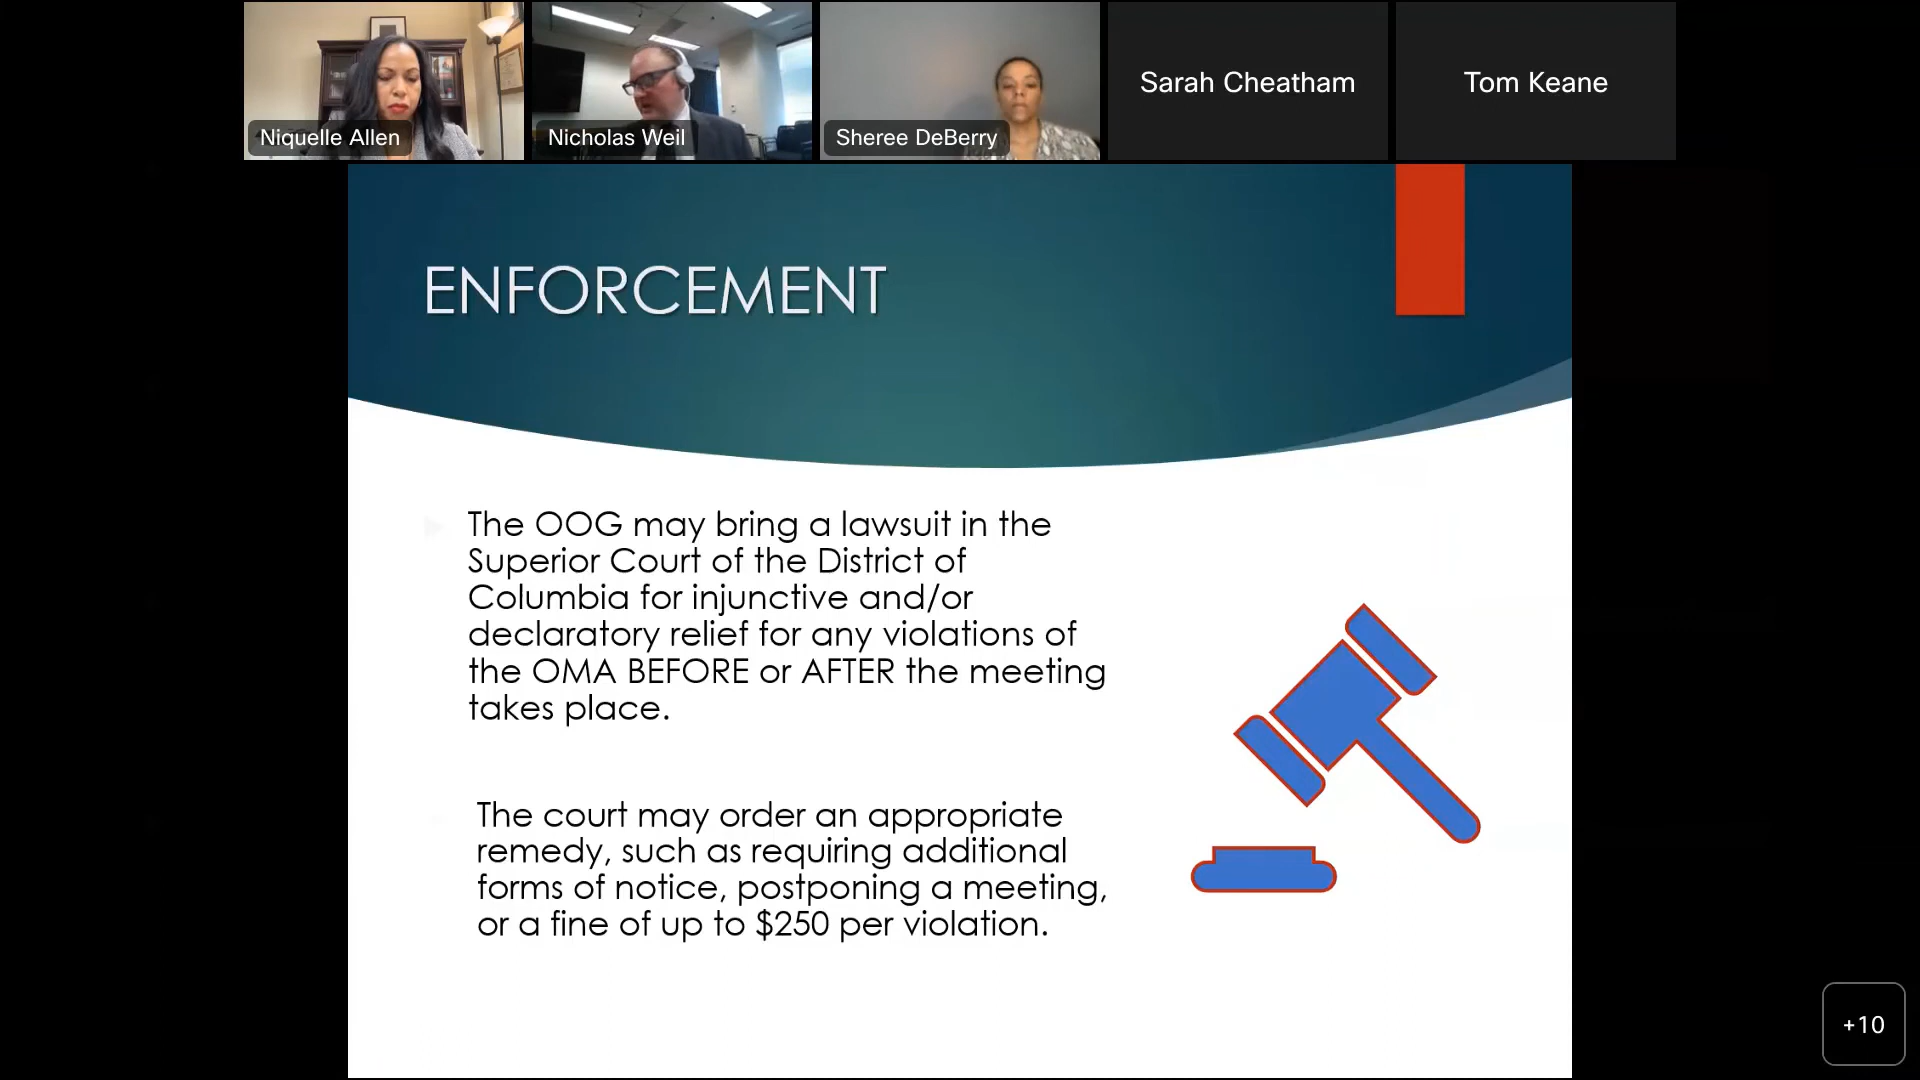 Niquelle Allen
Nicholas Weil
Sheree DeBerry
Sarah Cheatham
Tom Keane
ENFORCEMENT
The OOG may bring a lawsuit in the
Superior Court of the District of
Columbia for injunctive and/or
declaratory relief for any violations of
the OMA BEFORE or AFTER the meeting
takes place.
The court may order an appropriate
remedy, such as requiring additional
forms of notice, postponing a meeting,
or a fine of up to $250 per violation.
+10